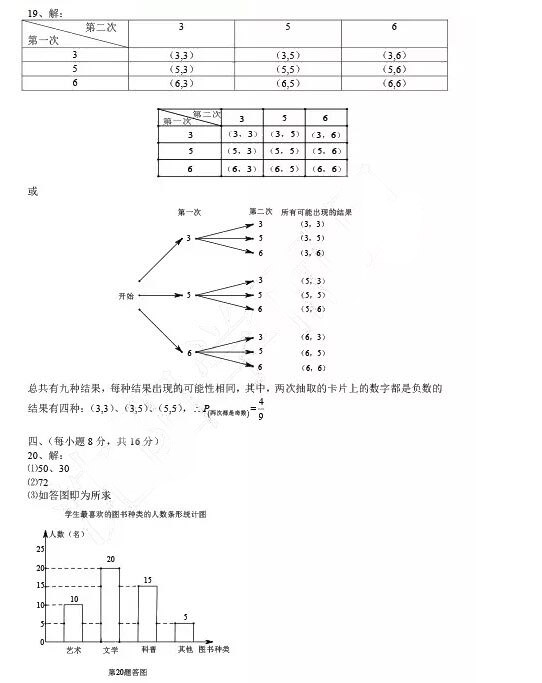 19、解：
第二次 3 5 6
第一次
3 (3,3) (3,5) (3,6)
5 (5,3) (5,5) (5,6)
6 (6,3) (6,5) (6,6)
第二次 3 5 6
第一次
3 (3，3) (3，5) (3，6)
5 (5，3) (5，5) (5，6)
6 (6，3) (6，5) (6，6)
或
第一次 第二次 所有可能出现的结果
3 (3，3)
3 5 (3，5)
6 (3，6)
3 (5，3)
开始 5 5 (5，5)
6 (5，6)
3 (6，3)
6 5 (6，5)
6 (6，6)
总共有九种结果，每种结果出现的可能性相同，其中，两次抽取的卡片上的数字都是负数的
结果有四种：(3,3)、(3,5)、(5,5)，∴P(两次都是奇数)=4/9
四、（每小题 8 分，共 16 分）
20、解：
⑴50、30
⑵72
⑶如答图即为所求
学生最喜欢的图书种类的人数条形统计图
人数（名）
25
20 20
15 15
10 10
5 5
0
艺术 文学 科普 其他 图书种类
第20题答图